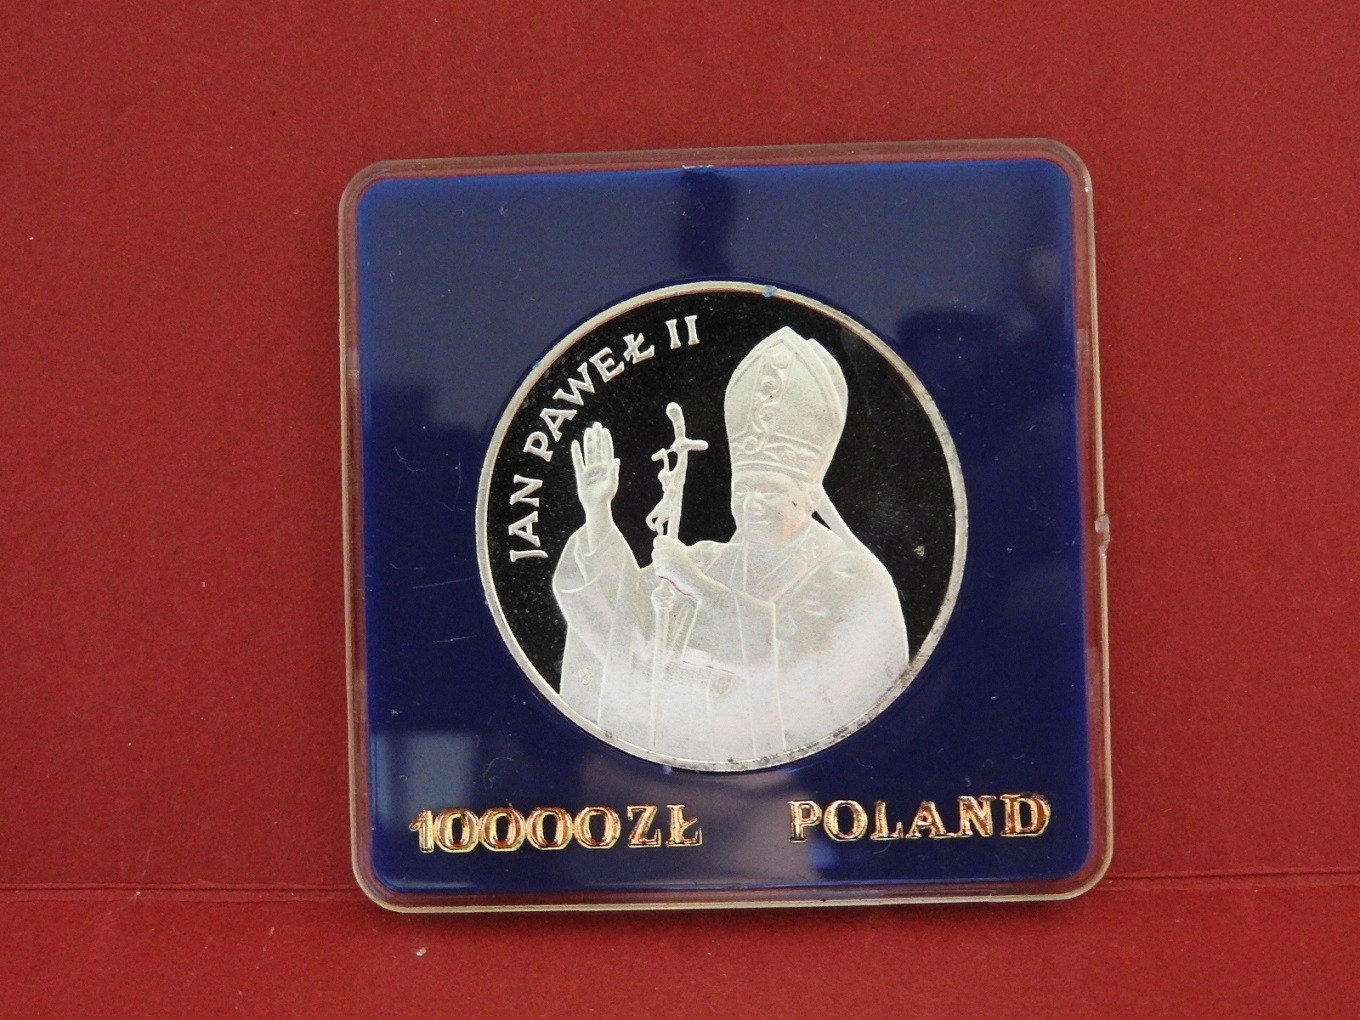 JAN PAWEŁ II
10000ZŁ POLAND